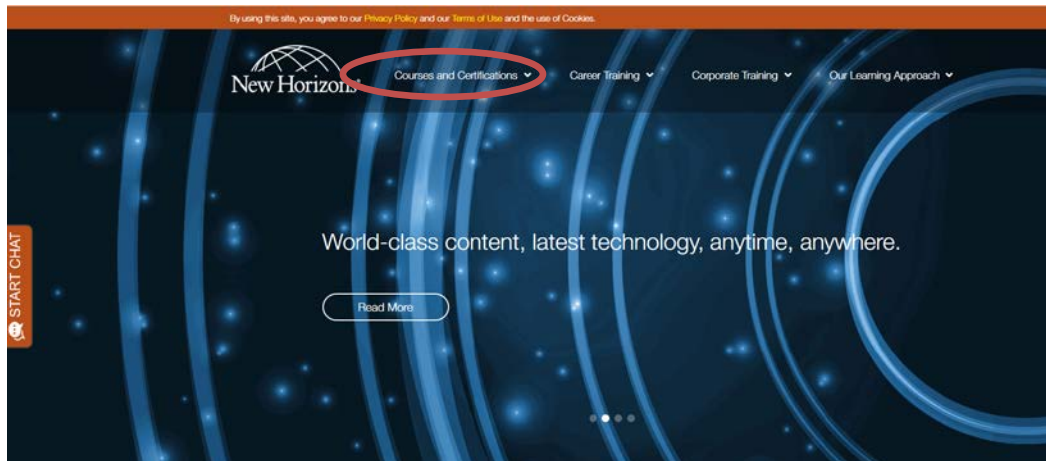 By using this site, you agree to our Privacy Policy and our Terms of Use and the use of Cookies.
New Horizons
Courses and Certifications
Career Training
Corporate Training
Our Learning Approach
World-class content, latest technology, anytime, anywhere.
Read More
START CHAT